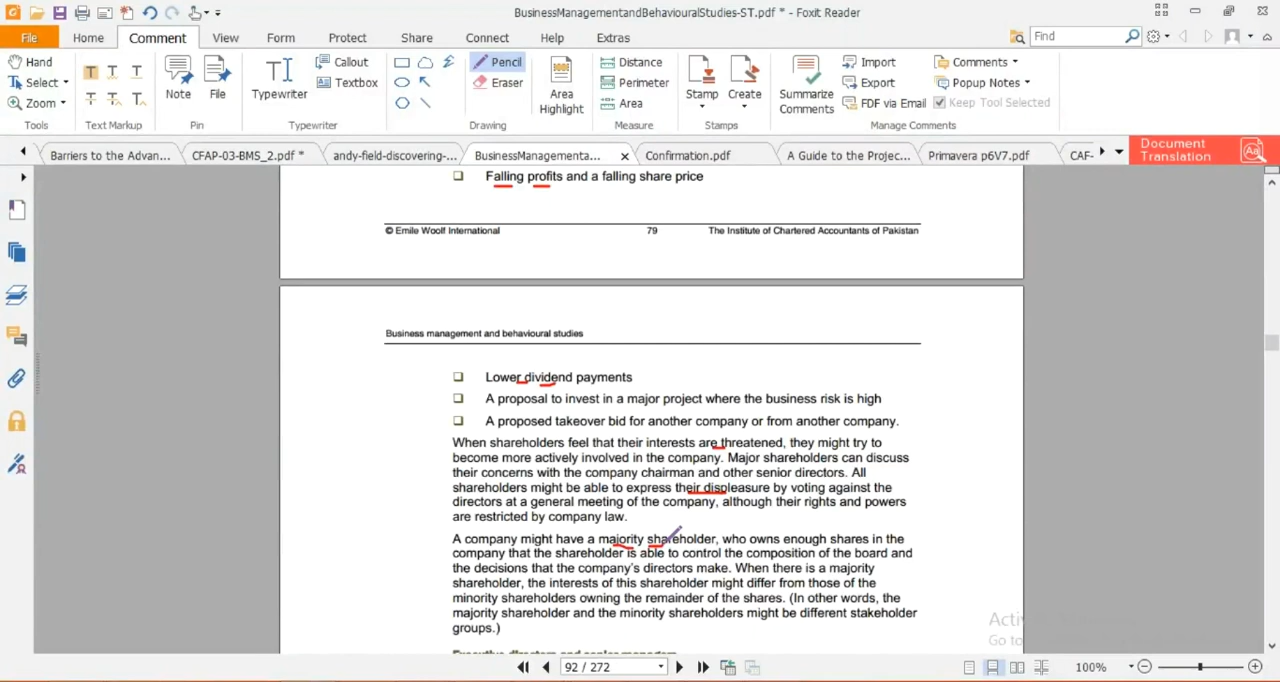 BusinessManagementandBehaviouralStudies-ST.pdf * - Foxit Reader
File Home Comment View Form Protect Share Connect Help Extras Find
Hand
Select
Zoom
Tools
Text Markup
Note
File
Pin
Typewriter
Callout
Textbox
Typewriter
Pencil
Eraser
Drawing
Area
Highlight
Distance
Perimeter
Area
Measure
Stamp
Create
Stamps
Summarize
Comments
Import
Export
FDF via Email
Comments
Popup Notes
Keep Tool Selected
Manage Comments
Barriers to the Advan... CFAP-03-BMS_2.pdf * andy-field-discovering-... BusinessManagementa... Confirmation.pdf A Guide to the Projec... Primavera p6V7.pdf CAF-
Document
Translation
Falling profits and a falling share price
© Emile Woolf International 79 The Institute of Chartered Accountants of Pakistan
Business management and behavioural studies
Lower dividend payments
A proposal to invest in a major project where the business risk is high
A proposed takeover bid for another company or from another company.
When shareholders feel that their interests are threatened, they might try to
become more actively involved in the company. Major shareholders can discuss
their concerns with the company chairman and other senior directors. All
shareholders might be able to express their displeasure by voting against the
directors at a general meeting of the company, although their rights and powers
are restricted by company law.
A company might have a majority shareholder, who owns enough shares in the
company that the shareholder is able to control the composition of the board and
the decisions that the company's directors make. When there is a majority
shareholder, the interests of this shareholder might differ from those of the
minority shareholders owning the remainder of the shares. (In other words, the
majority shareholder and the minority shareholders might be different stakeholder
groups.)
Executive directors and senior managers
Activ
Go to
92 / 272
100%